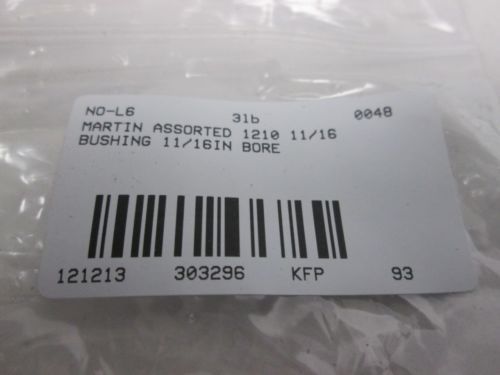 NO-L6 31b 0048
MARTIN ASSORTED 1210 11/16
BUSHING 11/16IN BORE
121213 303296 KFP 93